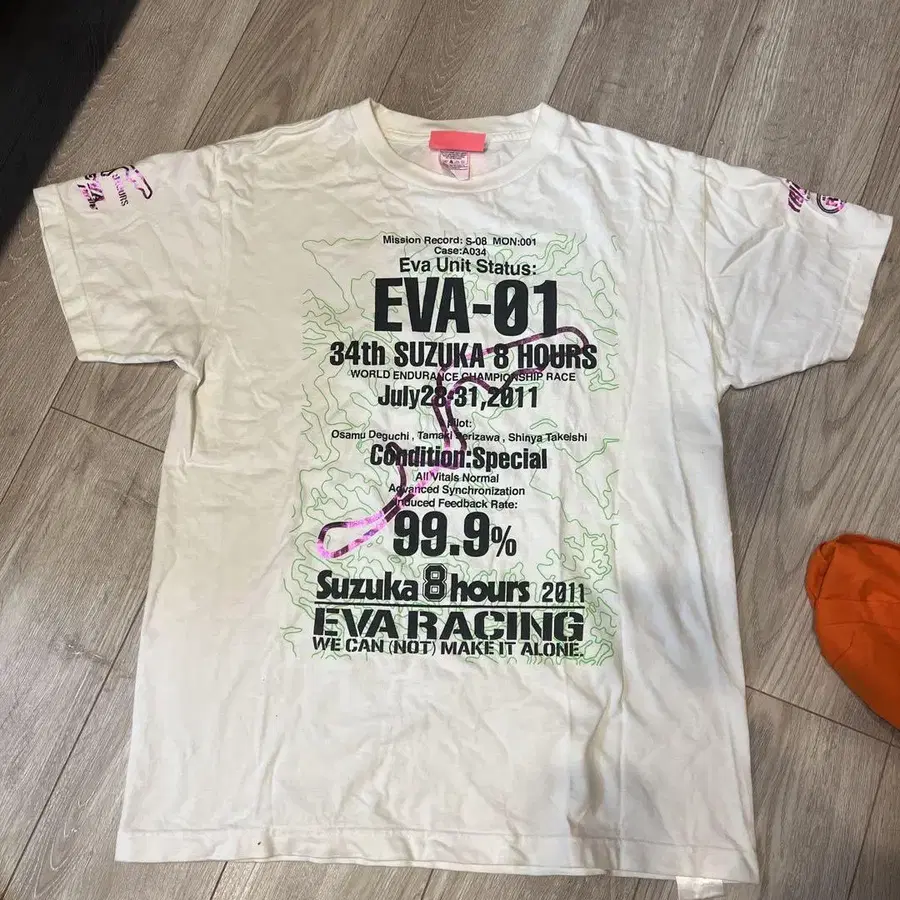 Mission Record: S-08 MON:001
Case:A034
Eva Unit Status:
EVA-01
34th SUZUKA 8 HOURS
WORLD ENDURANCE CHAMPIONSHIP RACE
July28-31,2011
Pilot:
Osamu Deguchi , Tamaki Serizawa , Shinya Takeishi
Condition:Special
All Vitals Normal
Advanced Synchronization
Induced Feedback Rate:
99.9%
Suzuka 8 hours 2011
EVA RACING
WE CAN (NOT) MAKE IT ALONE.